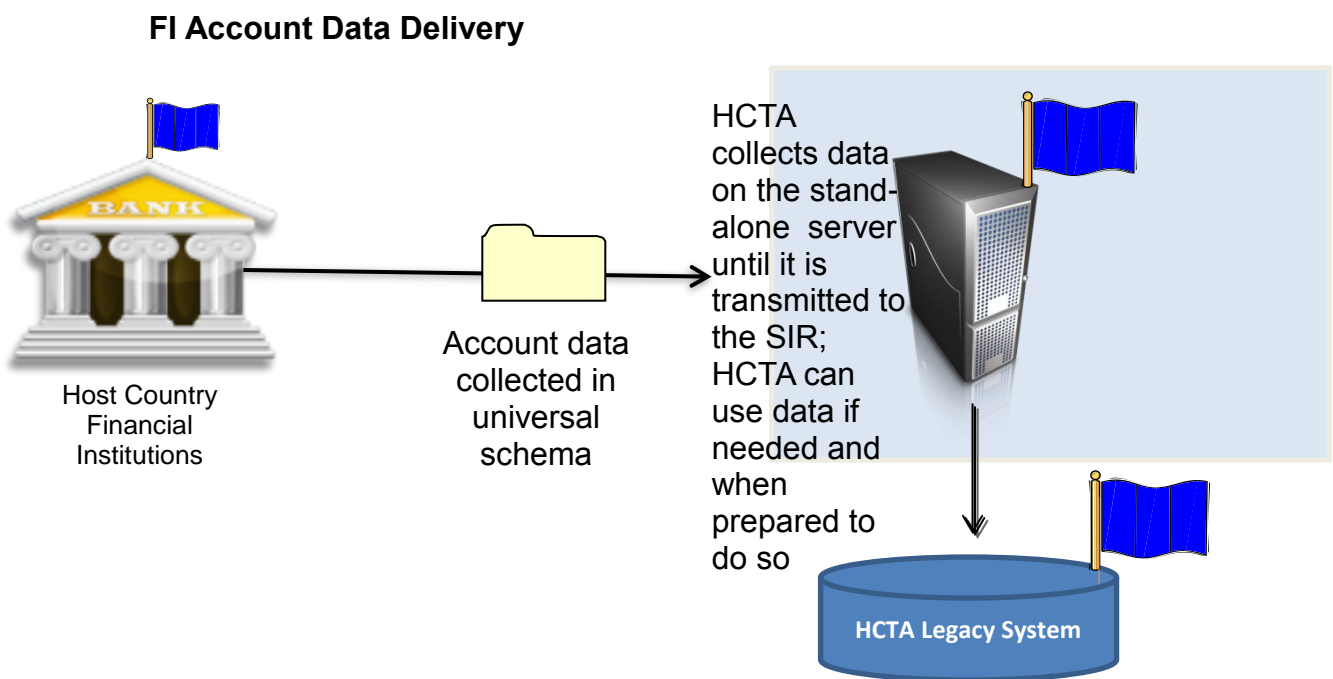 FI Account Data Delivery
BANK
Host Country
Financial
Institutions
Account data
collected in
universal
schema
HCTA
collects data
on the stand-
alone server
until it is
transmitted to
the SIR;
HCTA can
use data if
needed and
when
prepared to
do so
HCTA Legacy System